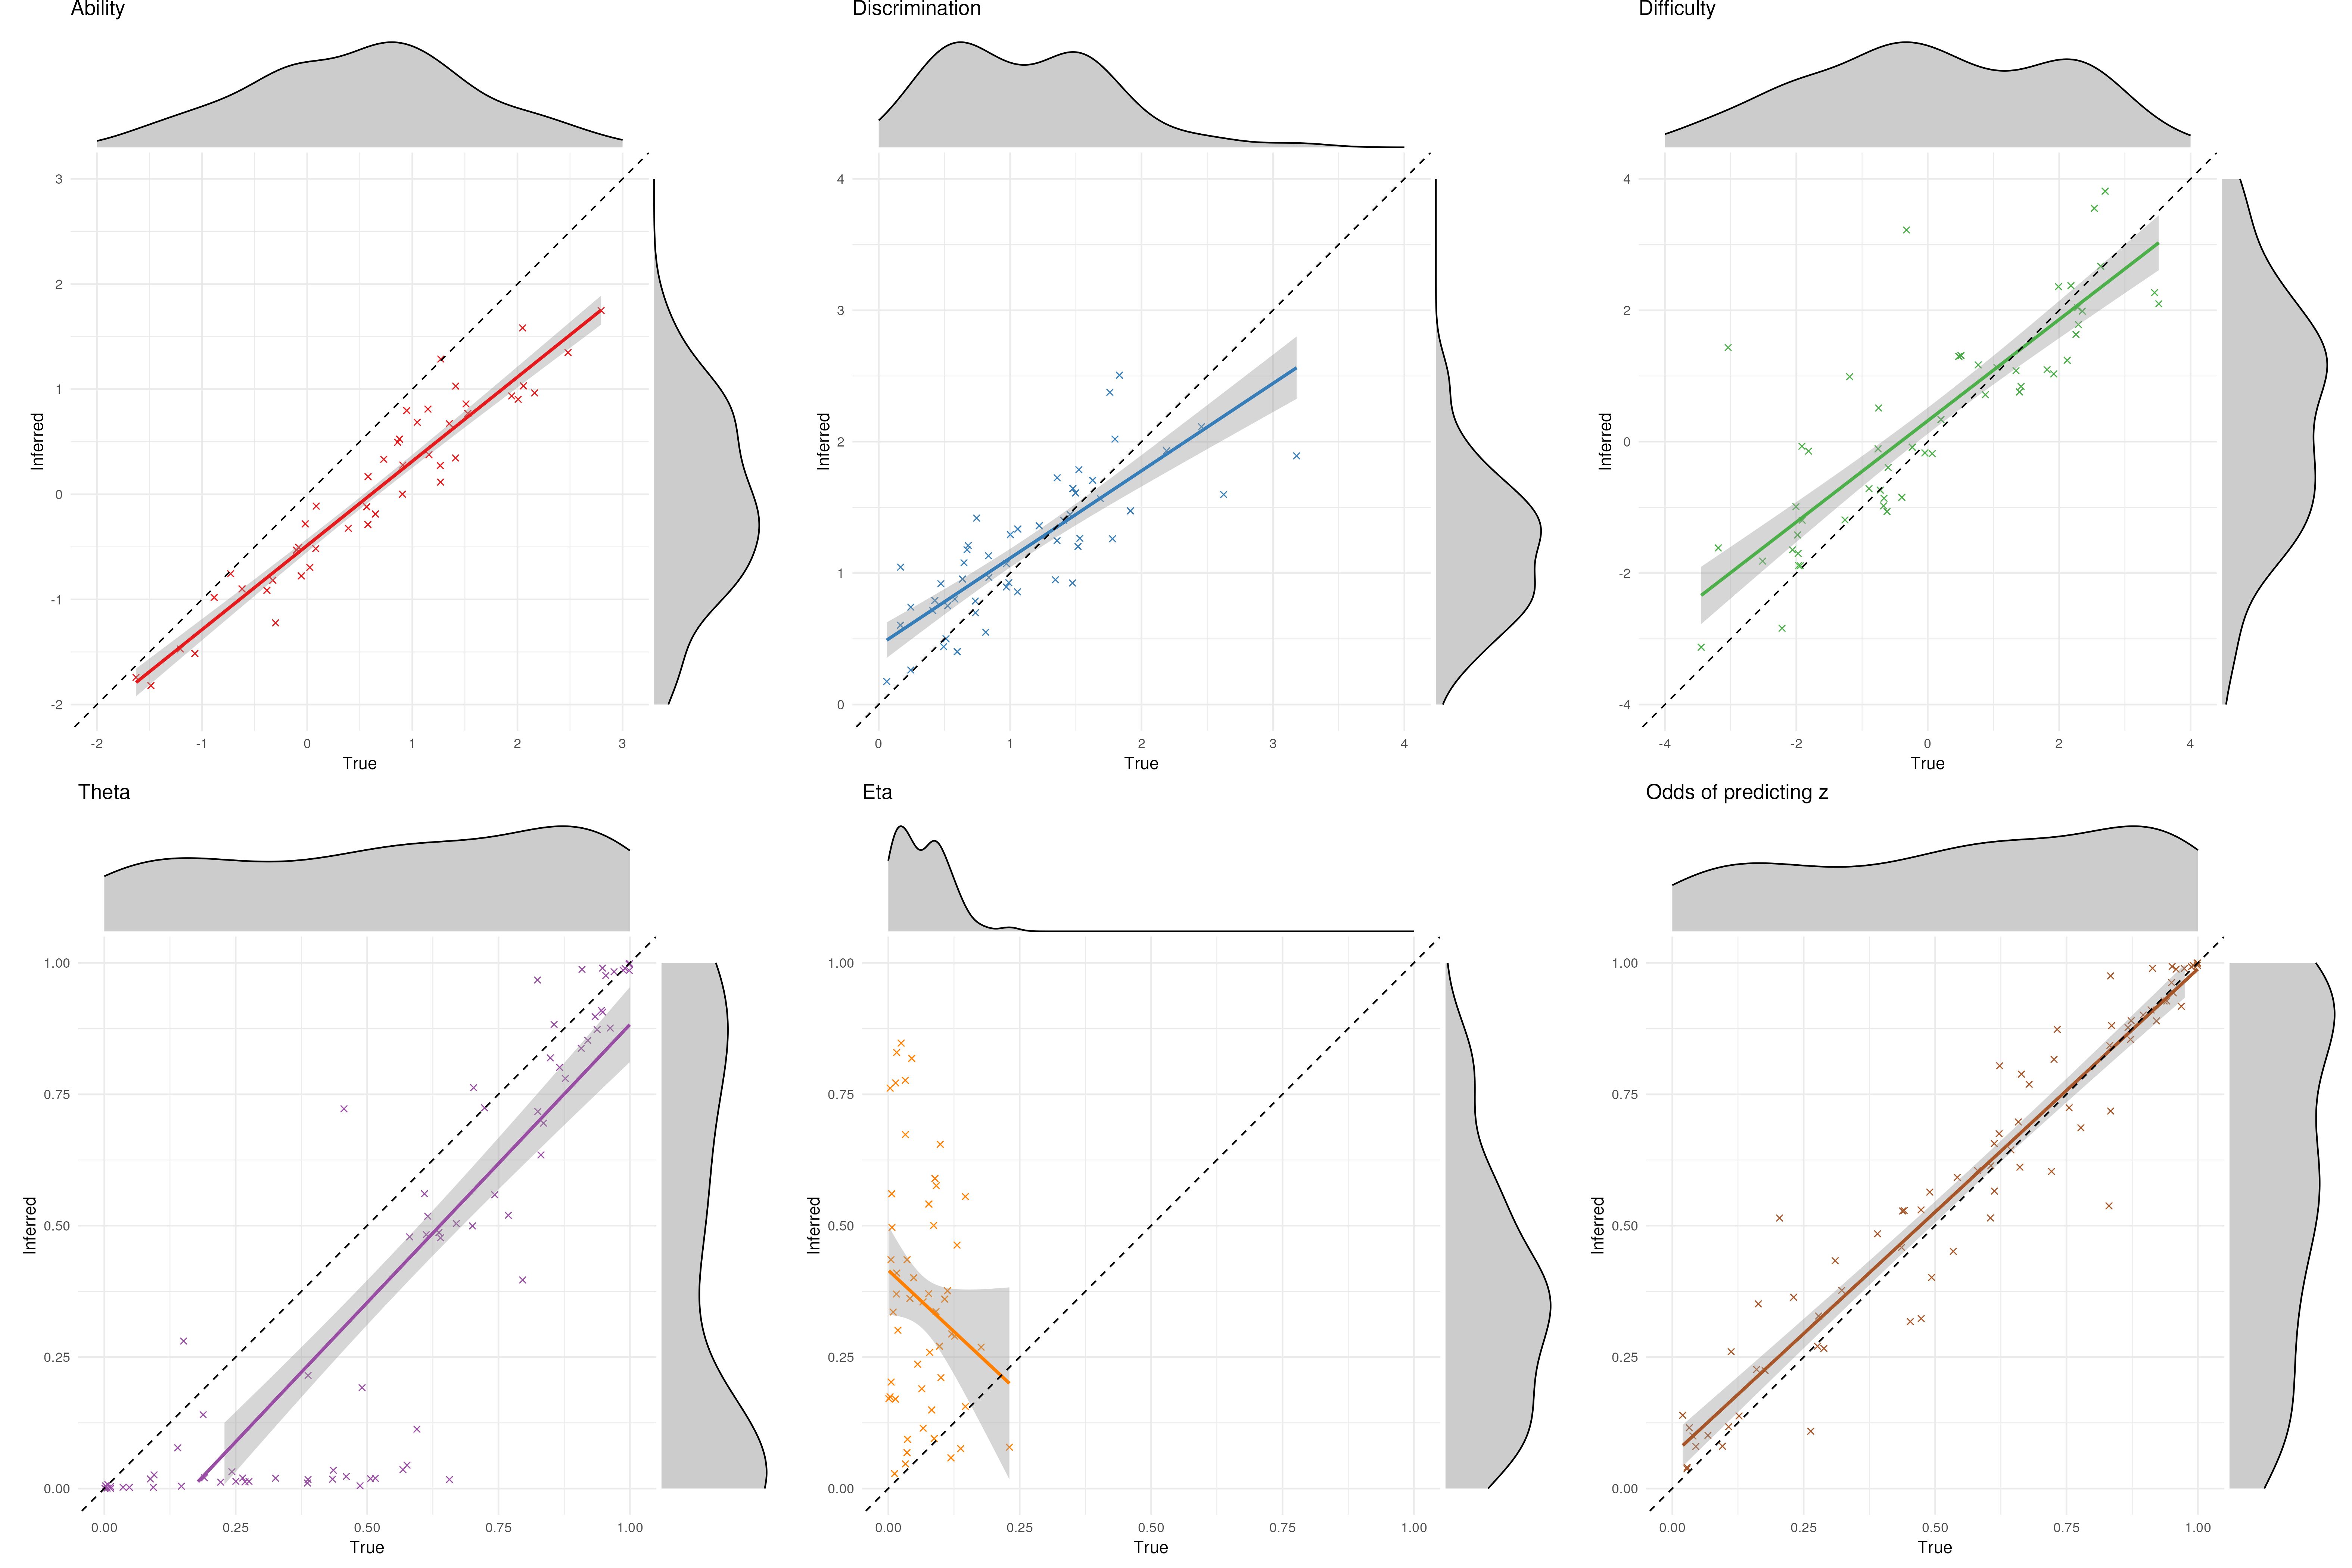 Ability
Inferred
3
2
1
0
-1
-2
-2 -1 0 1 2 3
True
Discrimination
Inferred
4
3
2
1
0
0 1 2 3 4
True
Difficulty
Inferred
4
2
0
-2
-4
-4 -2 0 2 4
True
Theta
Inferred
1.00
0.75
0.50
0.25
0.00
0.00 0.25 0.50 0.75 1.00
True
Eta
Inferred
1.00
0.75
0.50
0.25
0.00
0.00 0.25 0.50 0.75 1.00
True
Odds of predicting z
Inferred
1.00
0.75
0.50
0.25
0.00
0.00 0.25 0.50 0.75 1.00
True